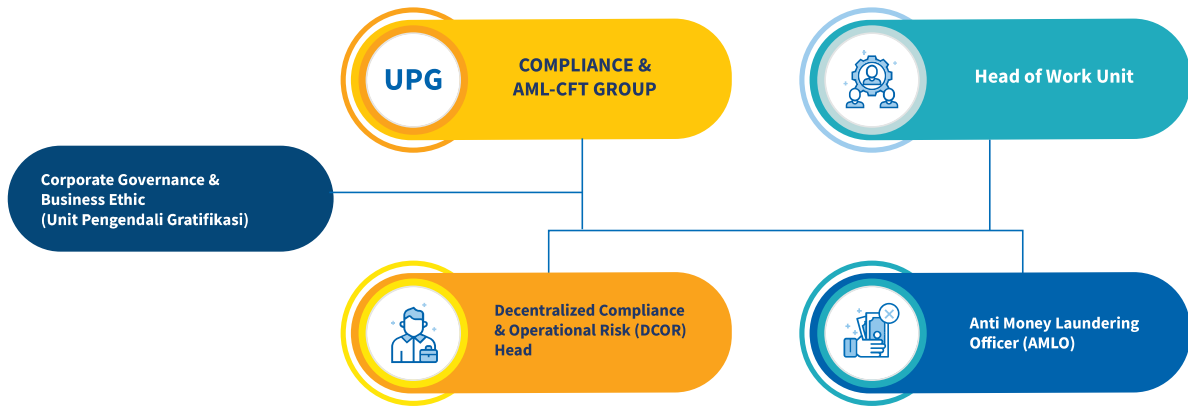 UPG
COMPLIANCE &
AML-CFT GROUP
Head of Work Unit
Corporate Governance &
Business Ethic
(Unit Pengendali Gratifikasi)
Decentralized Compliance
& Operational Risk (DCOR)
Head
Anti Money Laundering
Officer (AMLO)